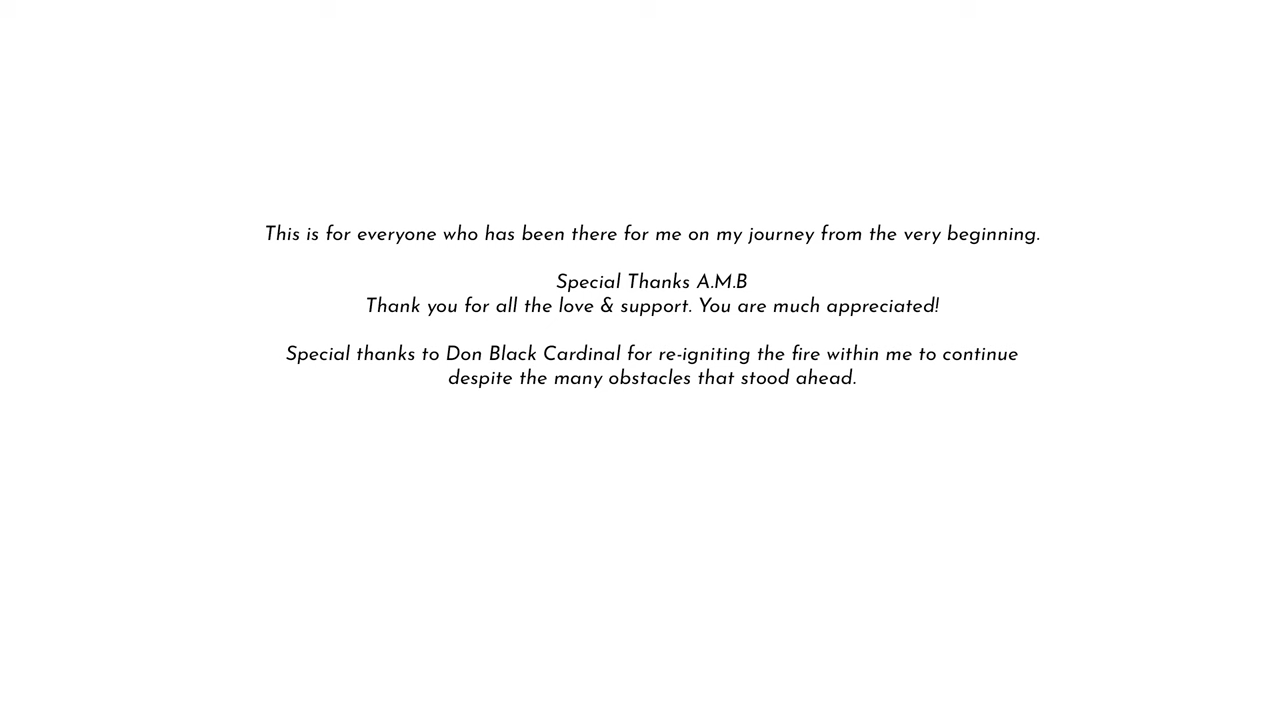 This is for everyone who has been there for me on my journey from the very beginning.
Special Thanks A.M.B
Thank you for all the love & support. You are much appreciated!
Special thanks to Don Black Cardinal for re-igniting the fire within me to continue
despite the many obstacles that stood ahead.